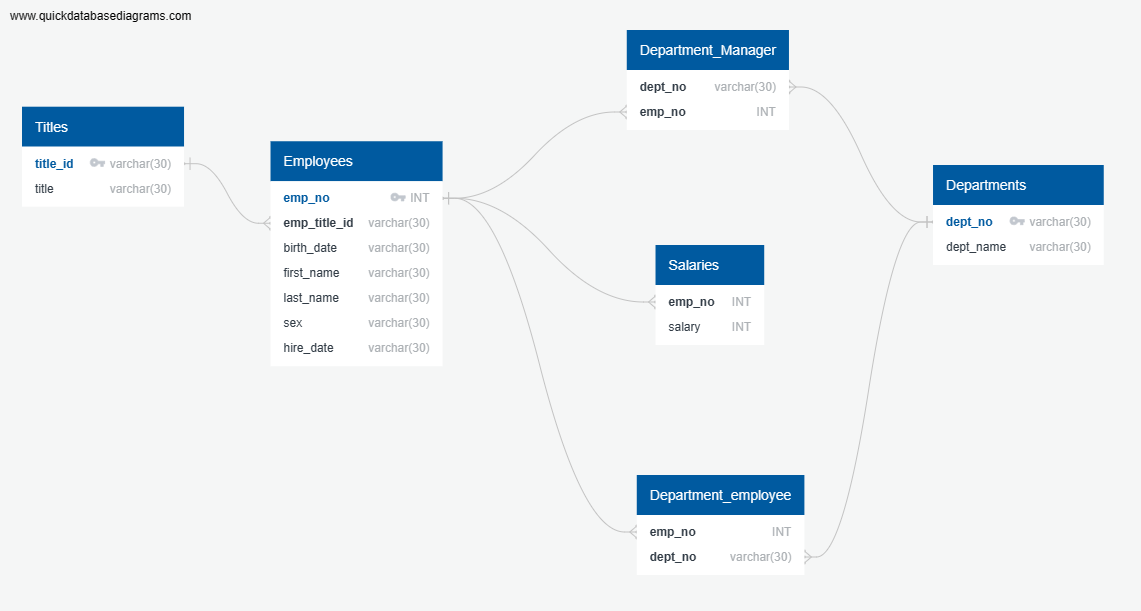 www.quickdatabasediagrams.com
Titles
title_id varchar(30)
title varchar(30)
Employees
emp_no INT
emp_title_id varchar(30)
birth_date varchar(30)
first_name varchar(30)
last_name varchar(30)
sex varchar(30)
hire_date varchar(30)
Department_Manager
dept_no varchar(30)
emp_no INT
Salaries
emp_no INT
salary INT
Department_employee
emp_no INT
dept_no varchar(30)
Departments
dept_no varchar(30)
dept_name varchar(30)